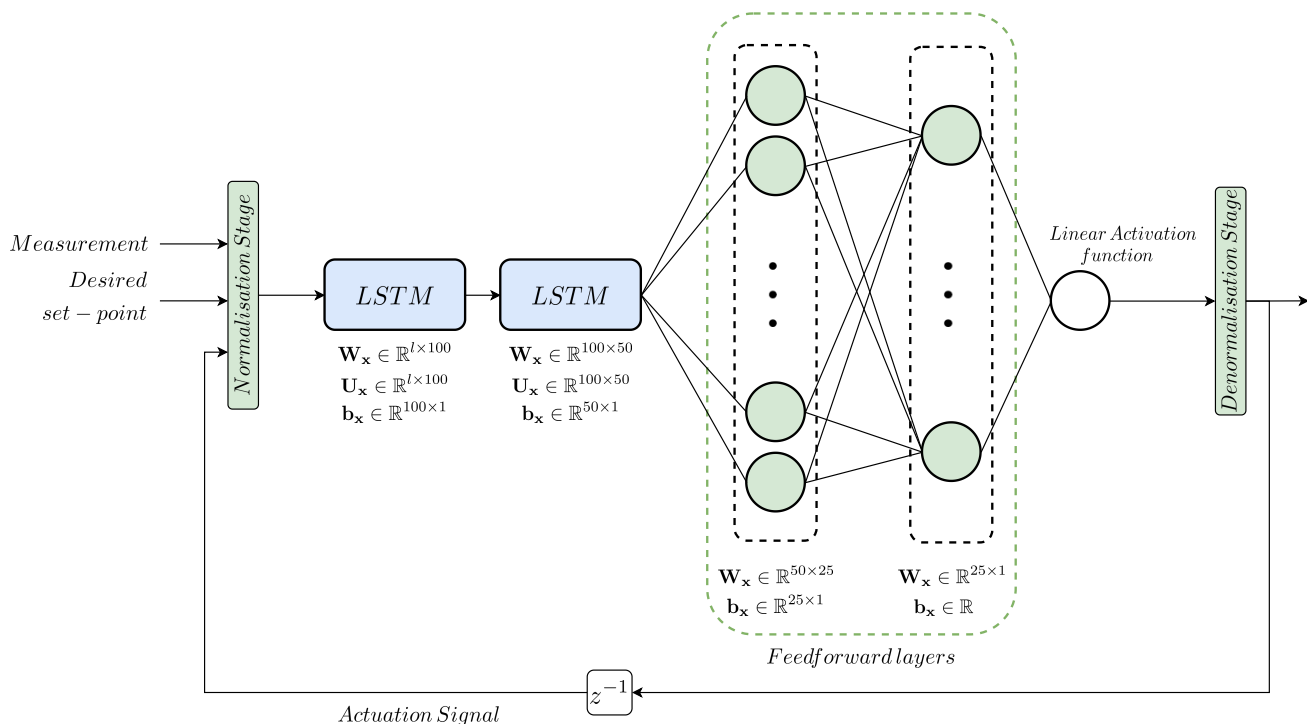 Measurement
Desired
set − point
Normalisation Stage
LSTM
W_x ∈ ℝ^{l×100}
U_x ∈ ℝ^{l×100}
b_x ∈ ℝ^{100×1}
LSTM
W_x ∈ ℝ^{100×50}
U_x ∈ ℝ^{100×50}
b_x ∈ ℝ^{50×1}
W_x ∈ ℝ^{50×25}
b_x ∈ ℝ^{25×1}
W_x ∈ ℝ^{25×1}
b_x ∈ ℝ
Feedforward layers
Linear Activation
function
Denormalisation Stage
z^{−1}
Actuation Signal